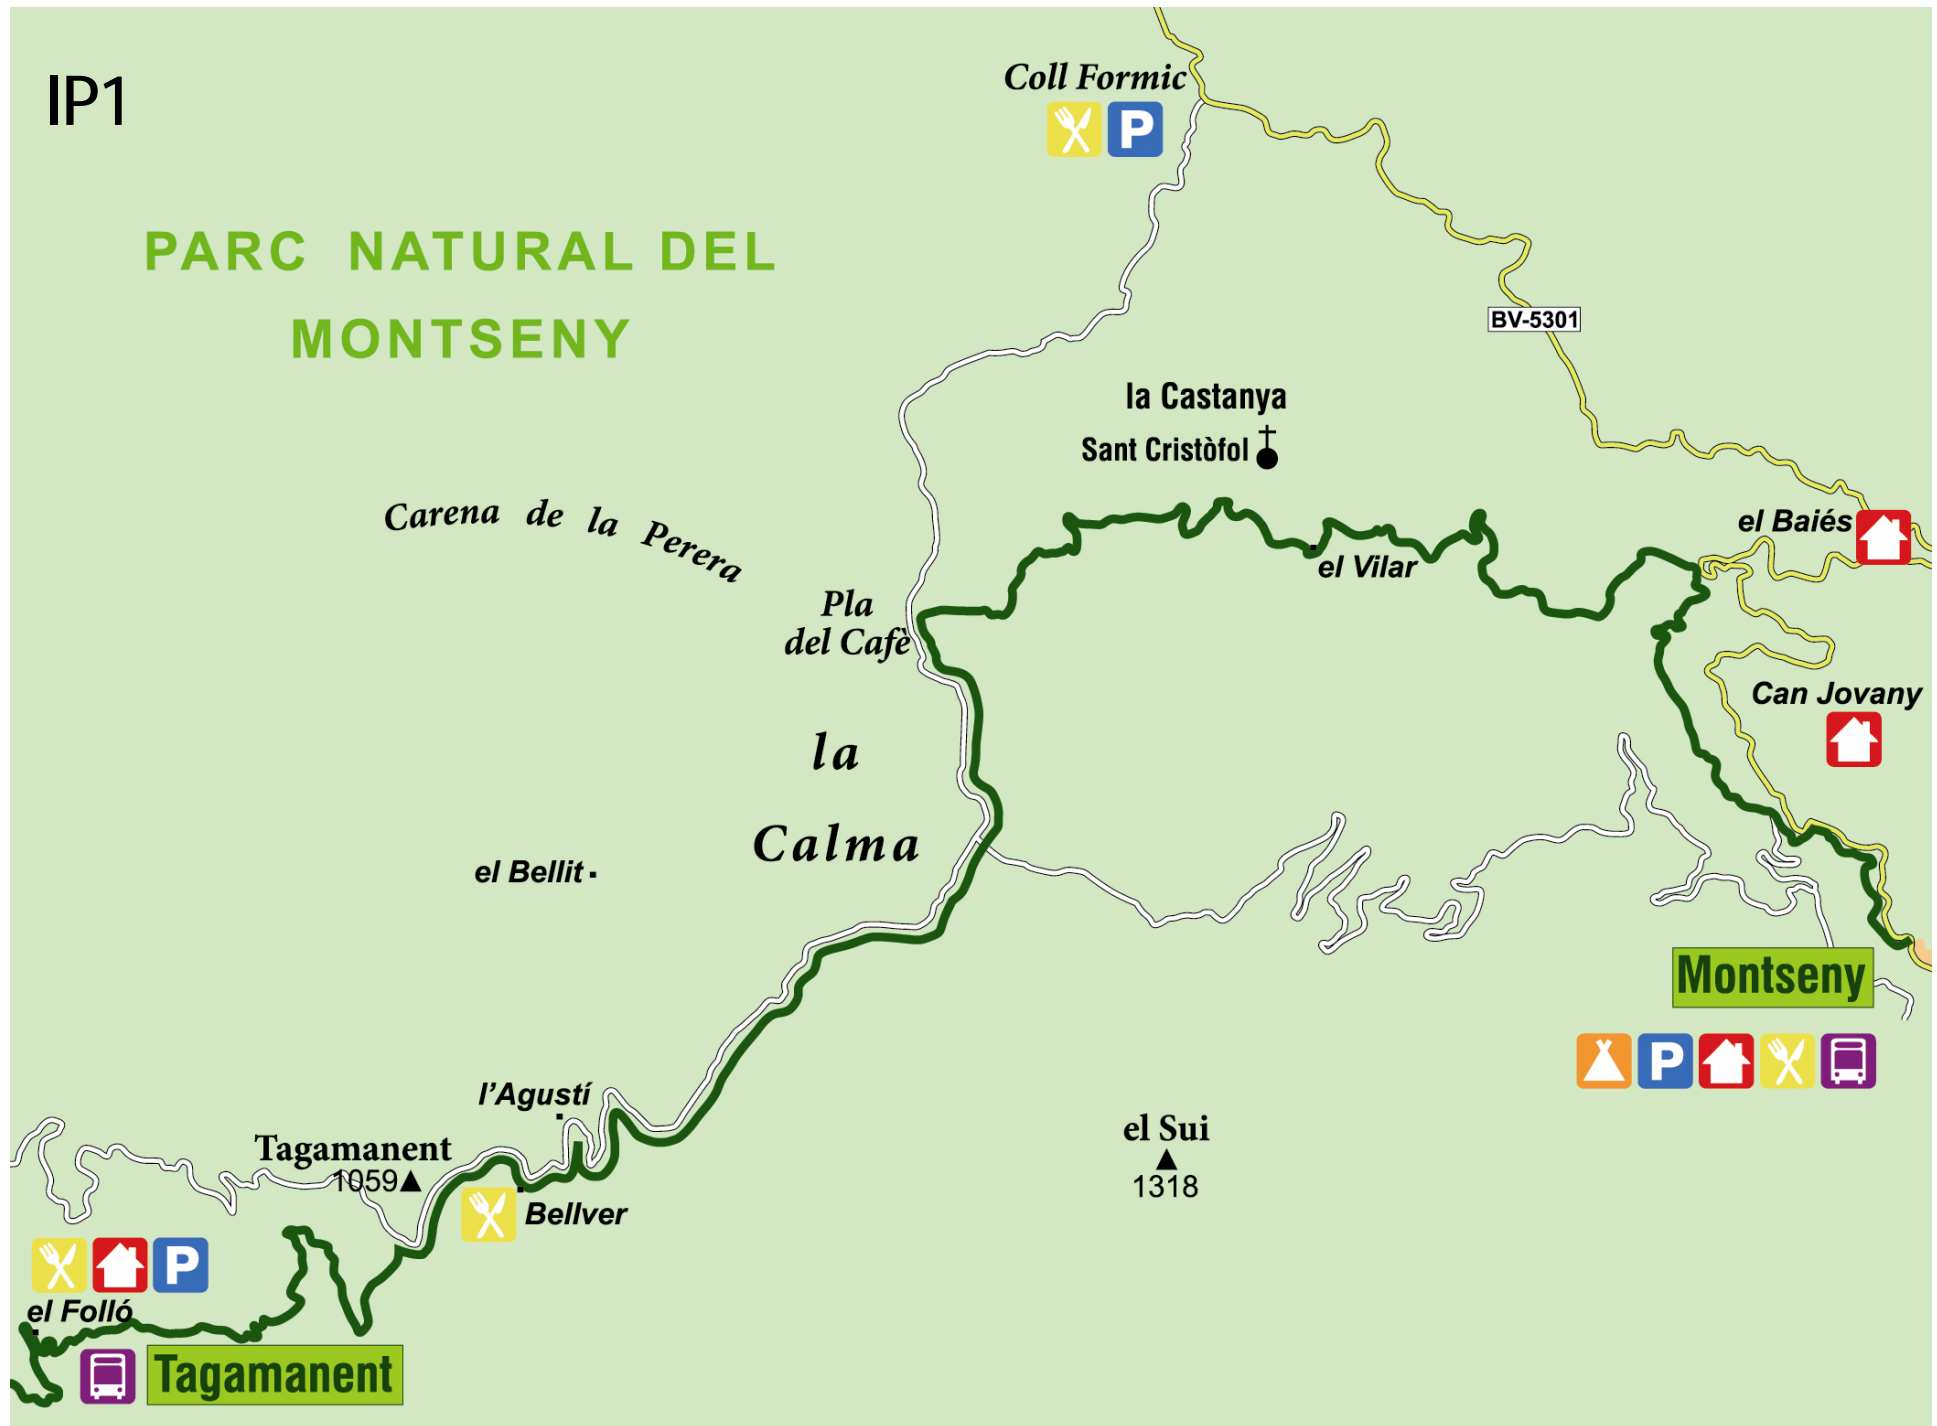 IP1
Coll Formic
P
PARC NATURAL DEL
MONTSENY
BV-5301
la Castanya
Sant Cristòfol
Carena de la Perera
el Baiés
el Vilar
Pla
del Cafè
Can Jovany
la
Calma
el Bellit
Montseny
P
l'Agustí
el Sui
1318
Tagamanent
1059
Bellver
P
el Folló
Tagamanent